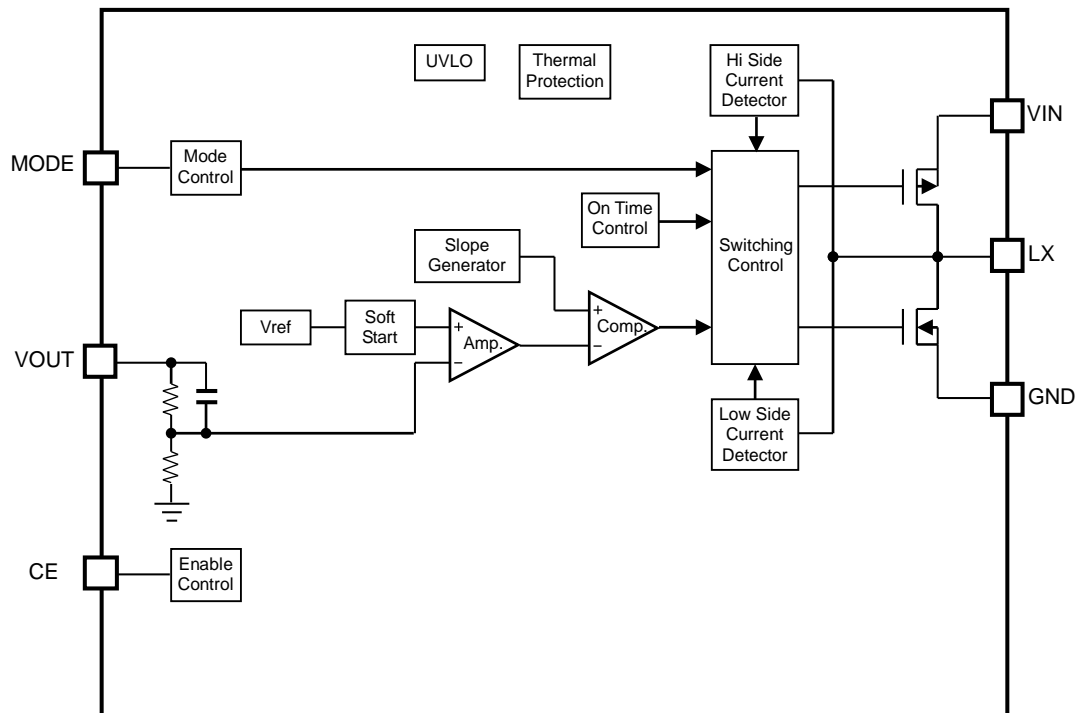 UVLO
Thermal
Protection
Hi Side
Current
Detector
VIN
MODE
Mode
Control
On Time
Control
Slope
Generator
Switching
Control
LX
Vref
Soft
Start
+
Amp.
−
+
Comp.
−
VOUT
GND
Low Side
Current
Detector
CE
Enable
Control